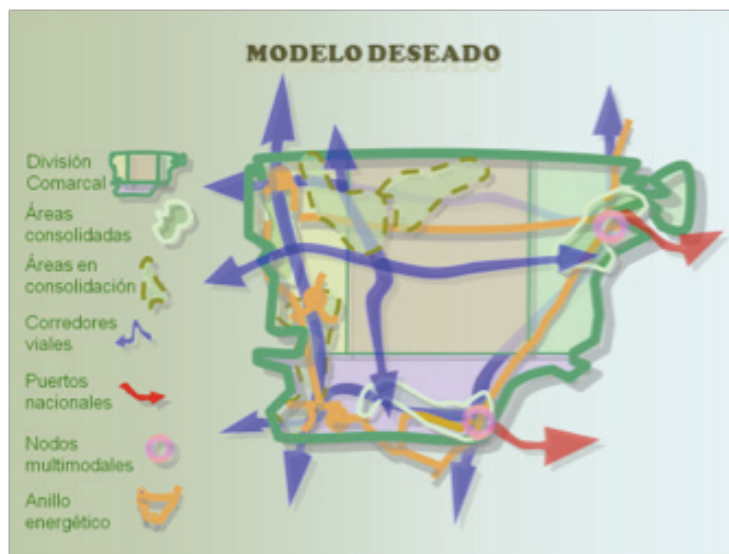 MODELO DESEADO
División
Comarcal
Áreas
consolidadas
Áreas en
consolidación
Corredores
viales
Puertos
nacionales
Nodos
multimodales
Anillo
energético